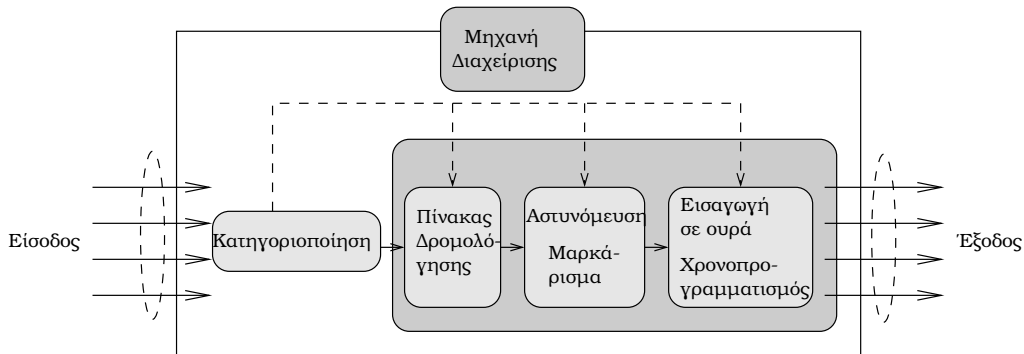 Μηχανή
Διαχείρισης
Είσοδος
Κατηγοριοποίηση
Πίνακας
Δρομολό-
γησης
Αστυνόμευση
Μαρκά-
ρισμα
Εισαγωγή
σε ουρά
Χρονοπρο-
γραμματισμός
Έξοδος